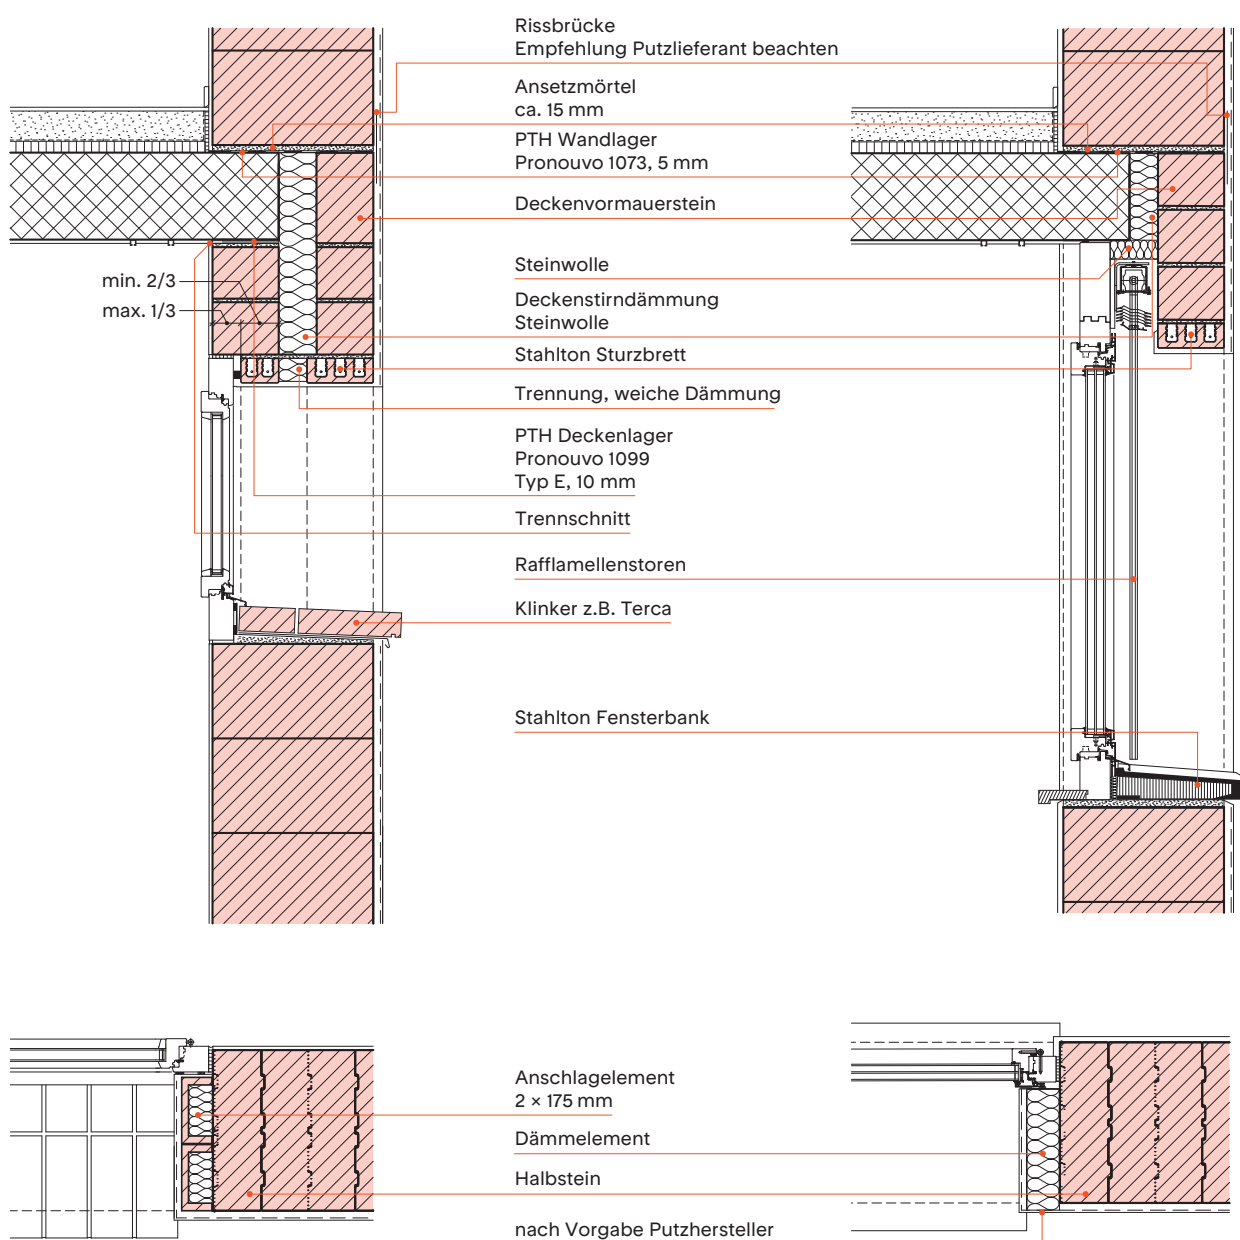 Rissbrücke
Empfehlung Putzlieferant beachten
Ansetzmörtel
ca. 15 mm
PTH Wandlager
Pronouvo 1073, 5 mm
Deckenvormauerstein
Steinwolle
min. 2/3
max. 1/3
Deckenstirndämmung
Steinwolle
Stahlton Sturzbrett
Trennung, weiche Dämmung
PTH Deckenlager
Pronouvo 1099
Typ E, 10 mm
Trennschnitt
Rafflamellenstoren
Klinker z.B. Terca
Stahlton Fensterbank
Anschlagelement
2 × 175 mm
Dämmelement
Halbstein
nach Vorgabe Putzhersteller